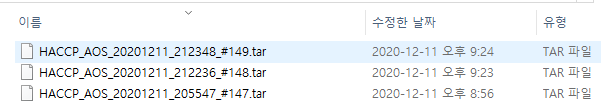 이름 수정한 날짜 유형
HACCP_AOS_20201211_212348_#149.tar 2020-12-11 오후 9:24 TAR 파일
HACCP_AOS_20201211_212236_#148.tar 2020-12-11 오후 9:23 TAR 파일
HACCP_AOS_20201211_205547_#147.tar 2020-12-11 오후 8:56 TAR 파일